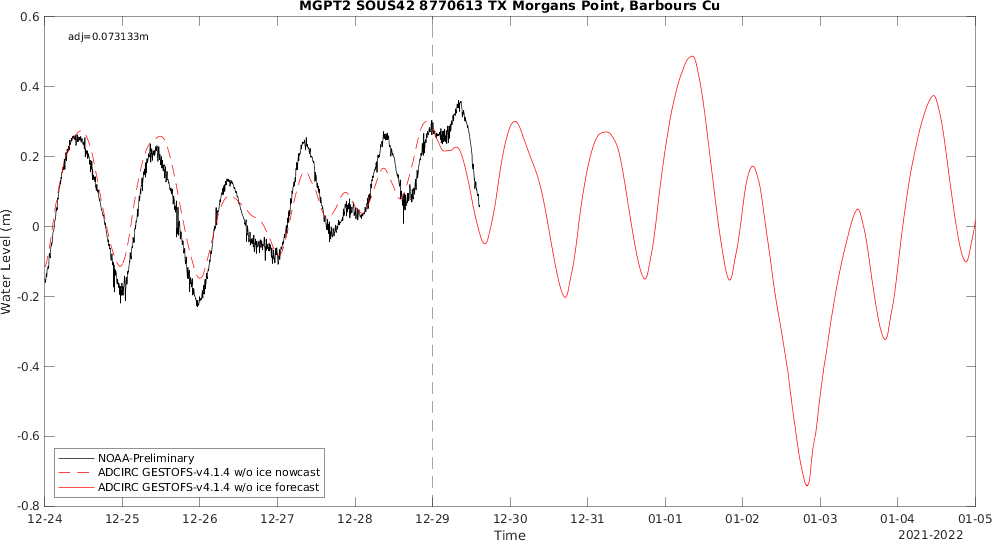 MGPT2 SOUS42 8770613 TX Morgans Point, Barbours Cu
adj=0.073133m
0.6
0.4
0.2
0
-0.2
-0.4
-0.6
-0.8
Water Level (m)
NOAA-Preliminary
ADCIRC GESTOFS-v4.1.4 w/o ice nowcast
ADCIRC GESTOFS-v4.1.4 w/o ice forecast
12-24 12-25 12-26 12-27 12-28 12-29 12-30 12-31 01-01 01-02 01-03 01-04 01-05
Time
2021-2022